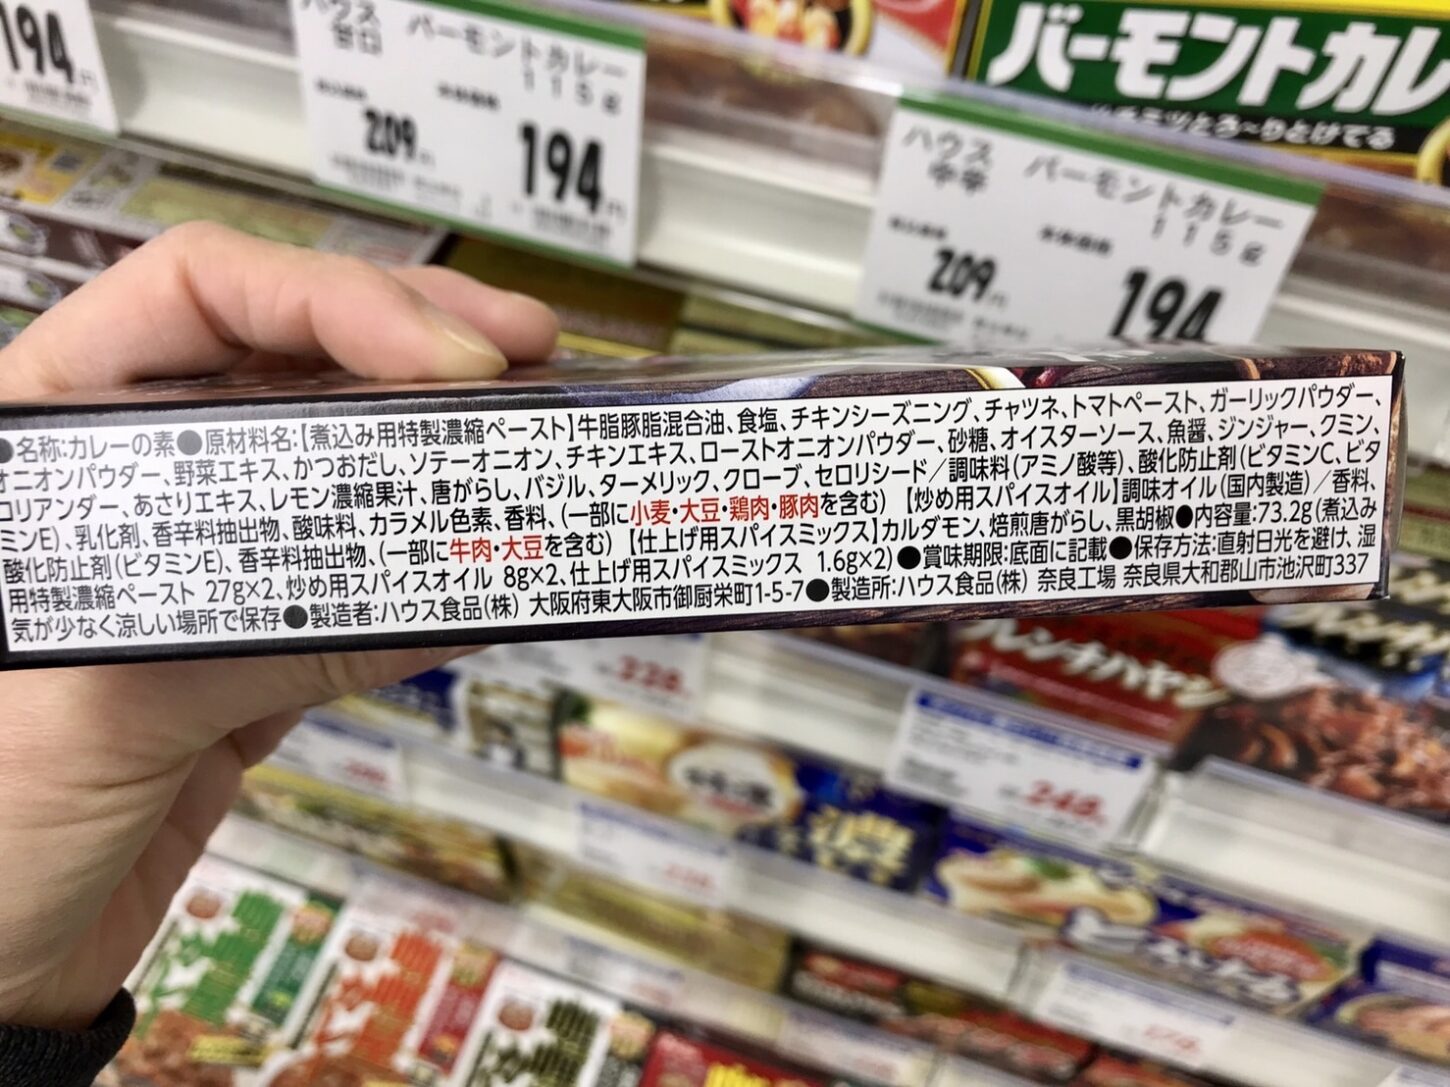 194
ハウス
甘口
バーモントカレー
115g
209
194
バーモントカレ
ハチミツとろ〜りとけてる
ハウス
中辛
バーモントカレー
115g
209
194
●名称:カレーの素●原材料名:【煮込み用特製濃縮ペースト】牛脂豚脂混合油、食塩、チキンシーズニング、チャツネ、トマトペースト、ガーリックパウダー、
オニオンパウダー、野菜エキス、かつおだし、ソテーオニオン、チキンエキス、ローストオニオンパウダー、砂糖、オイスターソース、魚醤、ジンジャー、クミン、
コリアンダー、あさりエキス、レモン濃縮果汁、唐がらし、バジル、ターメリック、クローブ、セロリシード／調味料(アミノ酸等)、酸化防止剤(ビタミンC、ビタ
ミンE)、乳化剤、香辛料抽出物、酸味料、カラメル色素、香料、(一部に小麦・大豆・鶏肉・豚肉を含む) 【炒め用スパイスオイル】調味オイル(国内製造)／香料、
酸化防止剤(ビタミンE)、香辛料抽出物、(一部に牛肉・大豆を含む) 【仕上げ用スパイスミックス】カルダモン、焙煎唐がらし、黒胡椒●内容量:73.2g(煮込み
用特製濃縮ペースト 27g×2、炒め用スパイスオイル 8g×2、仕上げ用スパイスミックス 1.6g×2)●賞味期限:底面に記載●保存方法:直射日光を避け、湿
気が少なく涼しい場所で保存●製造者:ハウス食品(株) 大阪府東大阪市御厨栄町1-5-7●製造所:ハウス食品(株) 奈良工場 奈良県大和郡山市池沢町337
228
248